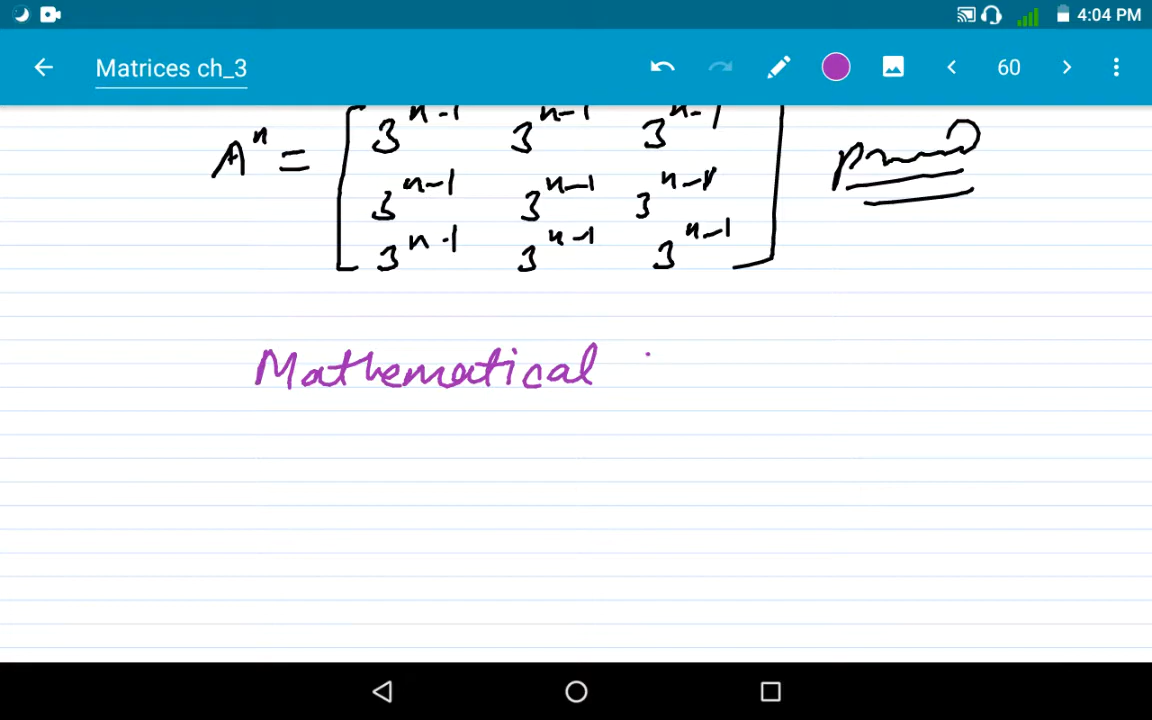 4:04 PM
Matrices ch_3 60
3^n-1 3^n-1 3^n-1
A^n =
3^n-1 3^n-1 3^n-1
3^n-1 3^n-1 3^n-1
Mathematical